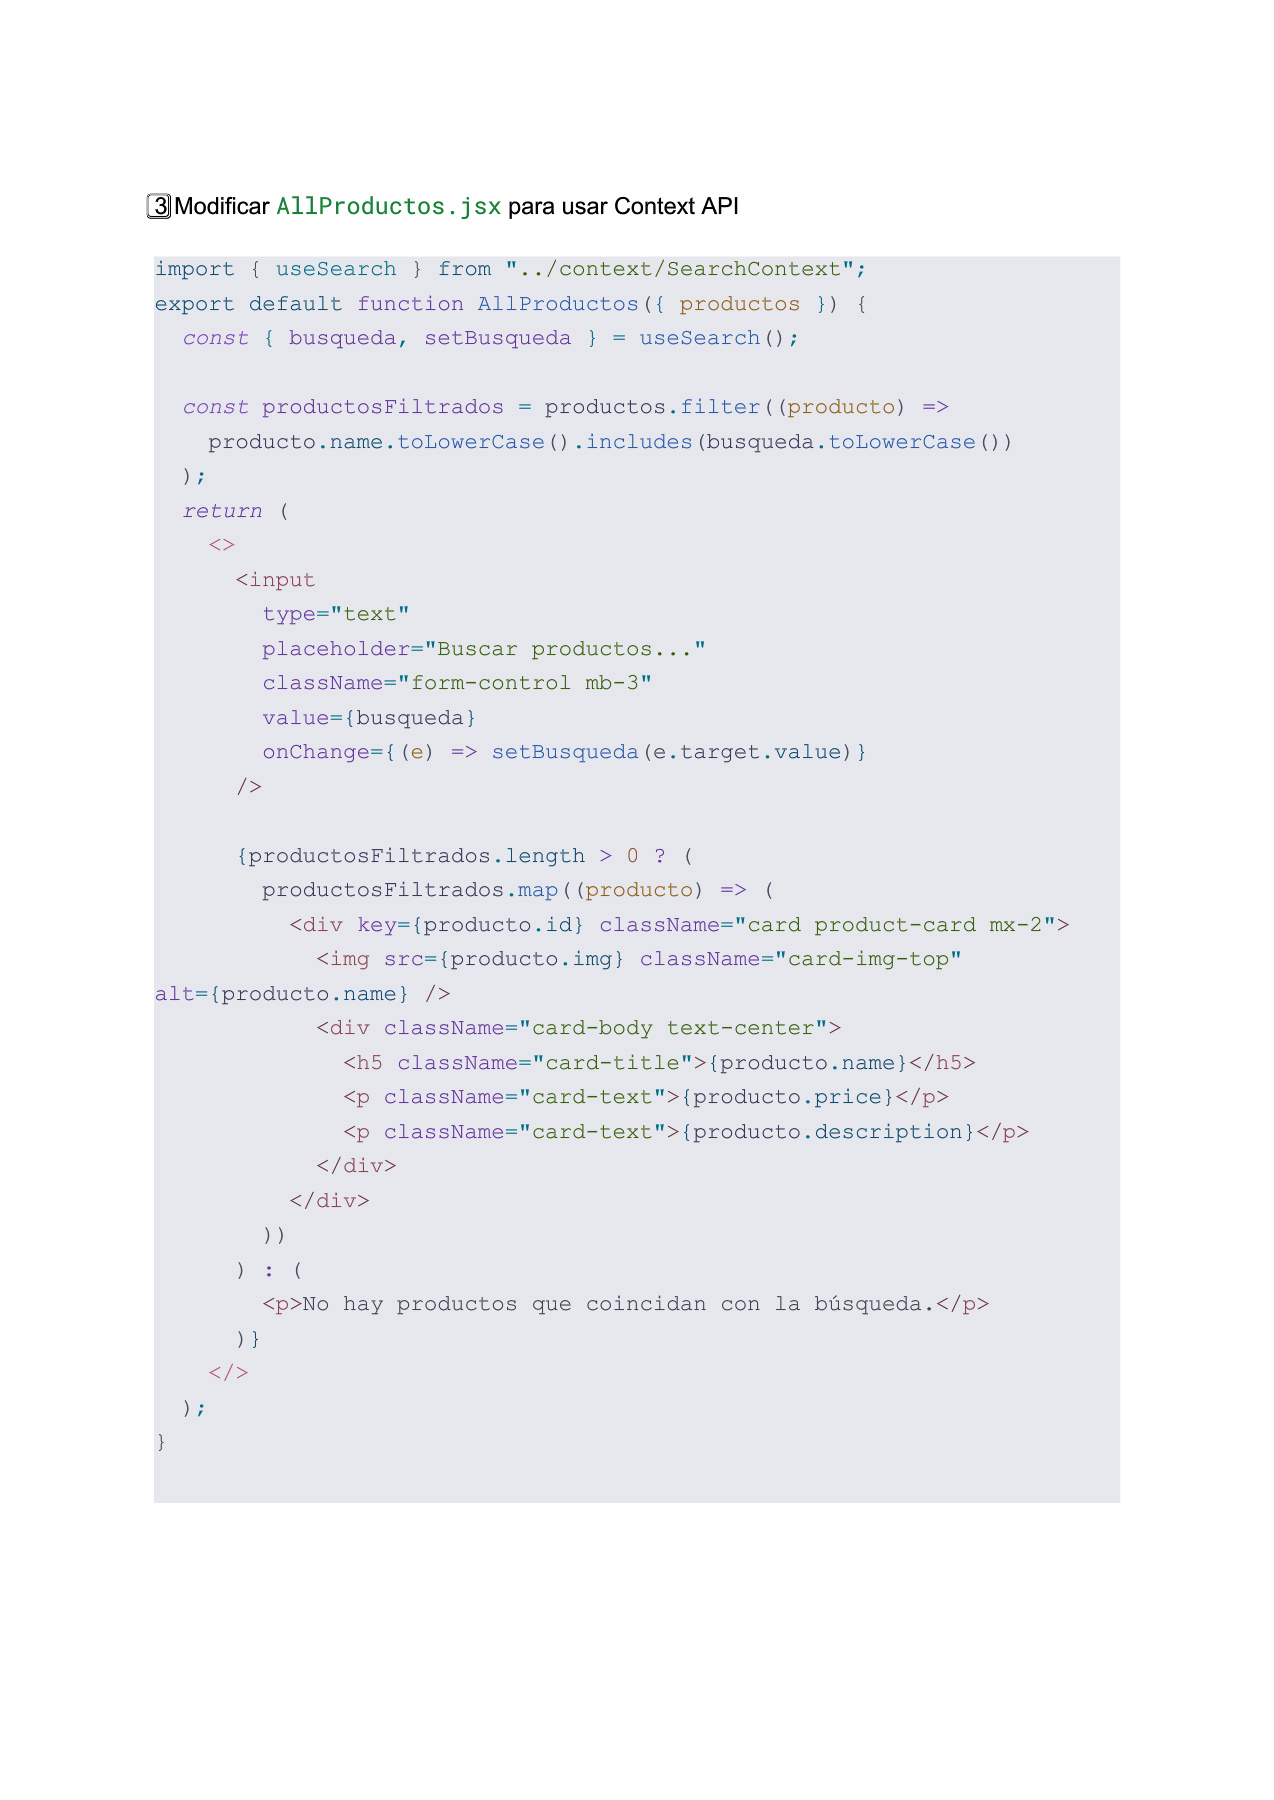 3 Modificar AllProductos.jsx para usar Context API
import { useSearch } from "../context/SearchContext";
export default function AllProductos({ productos }) {
  const { busqueda, setBusqueda } = useSearch();

  const productosFiltrados = productos.filter((producto) =>
    producto.name.toLowerCase().includes(busqueda.toLowerCase())
  );
  return (
    <>
      <input
        type="text"
        placeholder="Buscar productos..."
        className="form-control mb-3"
        value={busqueda}
        onChange={(e) => setBusqueda(e.target.value)}
      />

      {productosFiltrados.length > 0 ? (
        productosFiltrados.map((producto) => (
          <div key={producto.id} className="card product-card mx-2">
            <img src={producto.img} className="card-img-top"
alt={producto.name} />
            <div className="card-body text-center">
              <h5 className="card-title">{producto.name}</h5>
              <p className="card-text">{producto.price}</p>
              <p className="card-text">{producto.description}</p>
            </div>
          </div>
        ))
      ) : (
        <p>No hay productos que coincidan con la búsqueda.</p>
      )}
    </>
  );
}